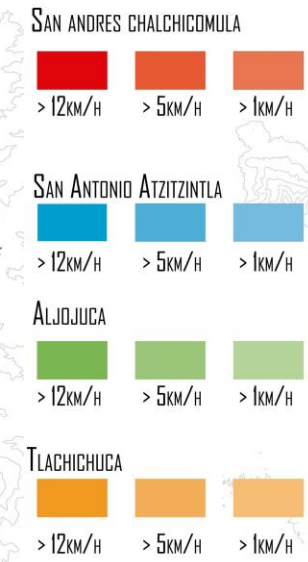 San andres chalchicomula
> 12km/h > 5km/h > 1km/h
San Antonio Atzitzintla
> 12km/h > 5km/h > 1km/h
Aljojuca
> 12km/h > 5km/h > 1km/h
Tlachichuca
> 12km/h > 5km/h > 1km/h